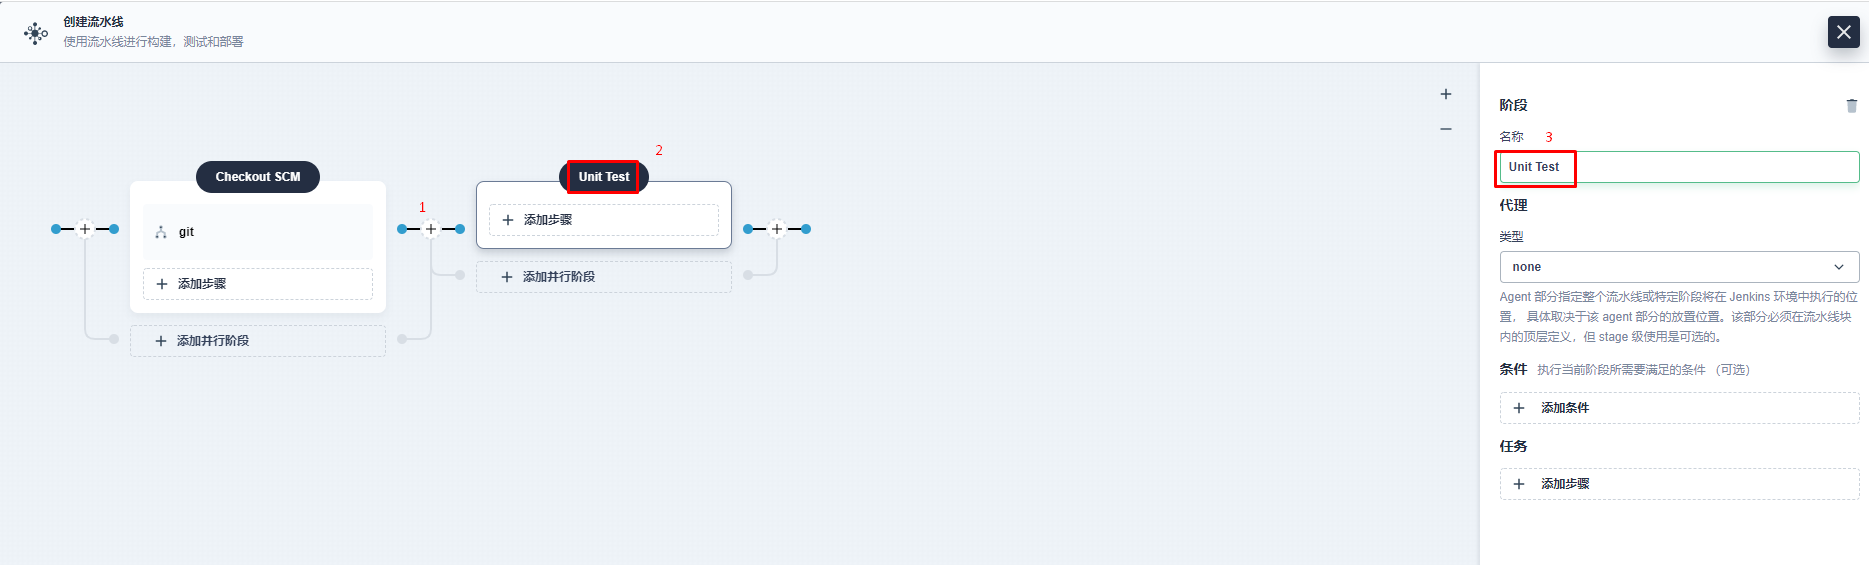 创建流水线
使用流水线进行构建，测试和部署
Checkout SCM
git
添加步骤
添加并行阶段
1
2
Unit Test
添加步骤
添加并行阶段
阶段
名称
3
Unit Test
代理
类型
none
Agent 部分指定整个流水线或特定阶段将在 Jenkins 环境中执行的位
置， 具体取决于该 agent 部分的放置位置。该部分必须在流水线块
内的顶层定义，但 stage 级使用是可选的。
条件 执行当前阶段所需要满足的条件 （可选）
添加条件
任务
添加步骤